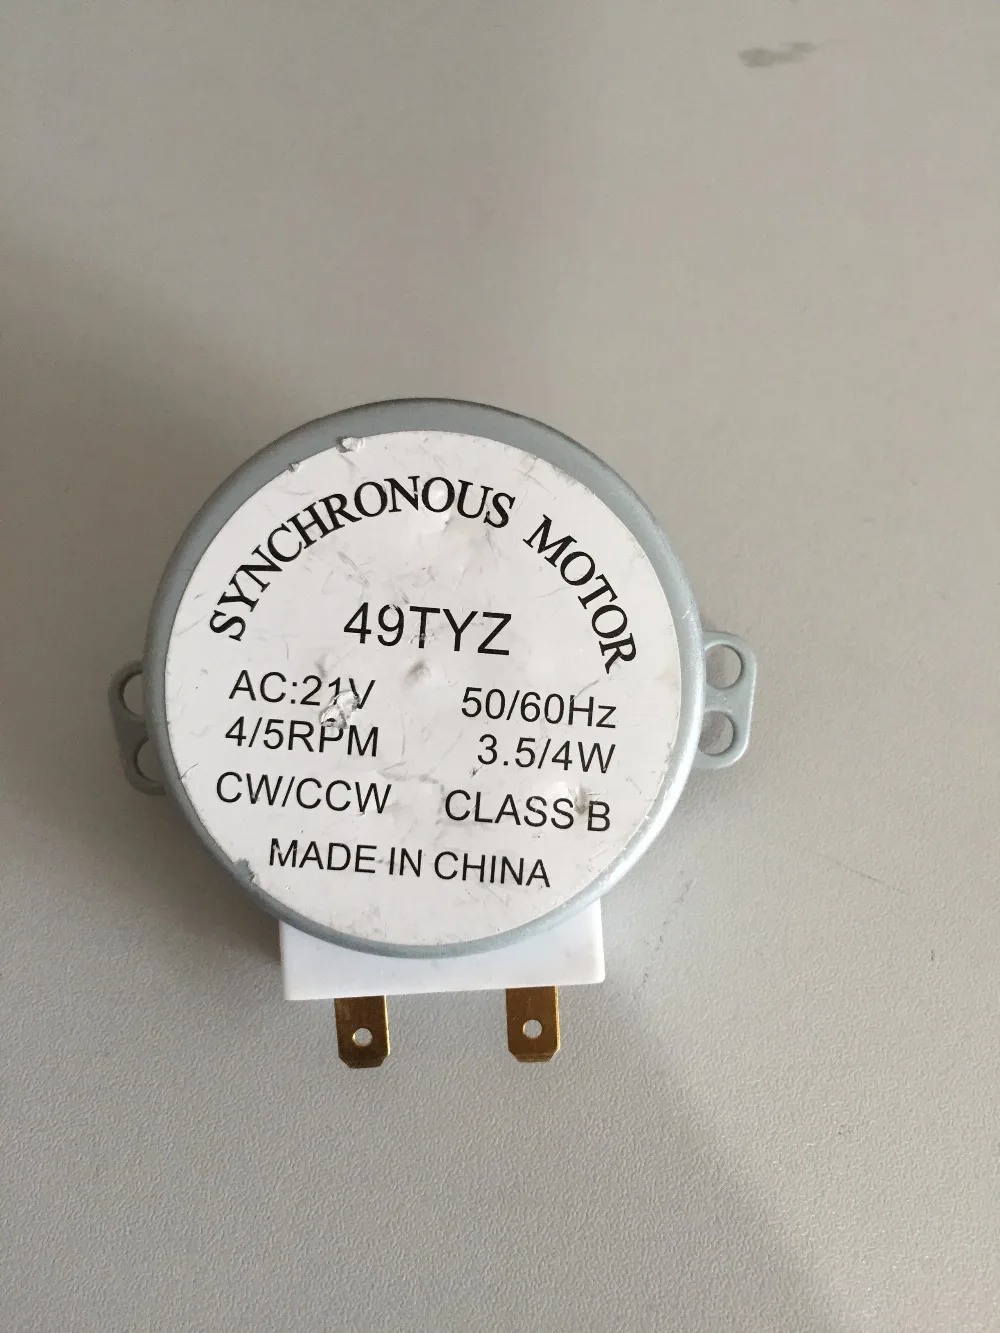 SYNCHRONOUS MOTOR
49TYZ
AC:21V 50/60Hz
4/5RPM 3.5/4W
CW/CCW CLASS B
MADE IN CHINA